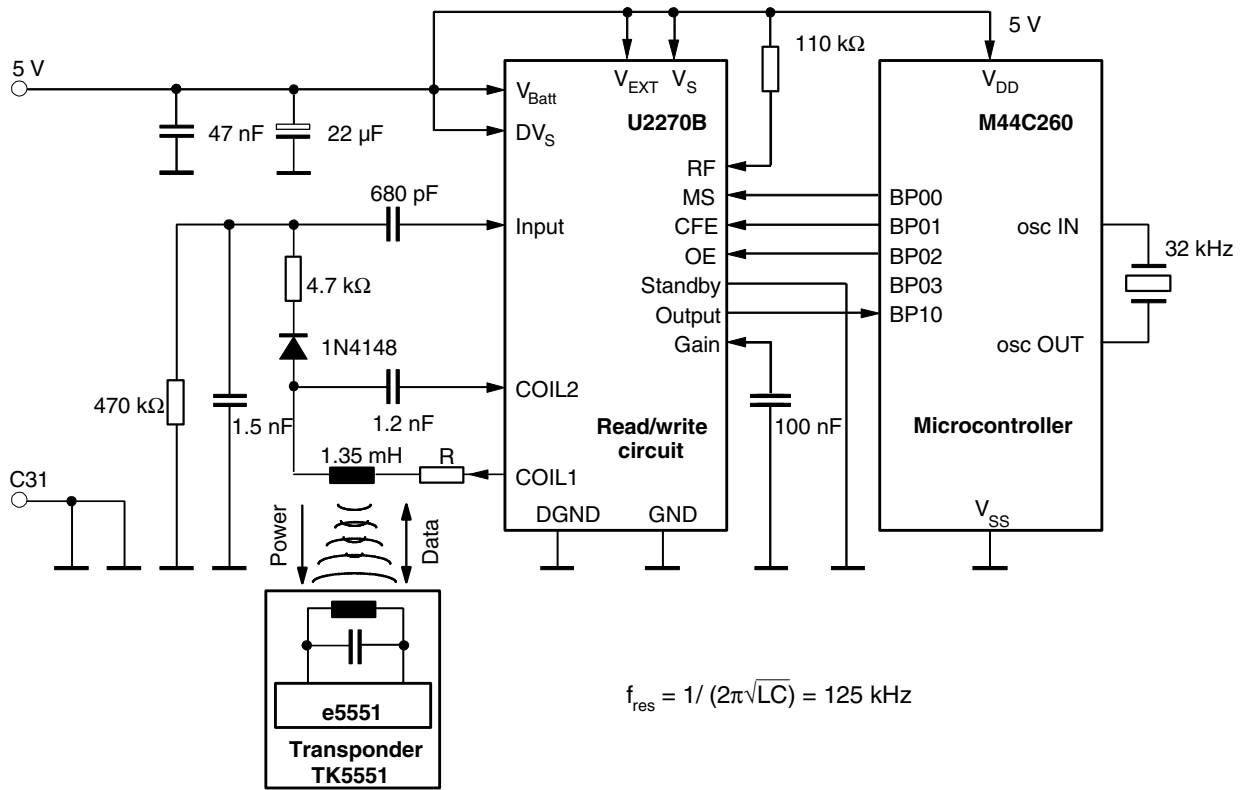 5 V
110 kΩ
5 V
47 nF
22 µF
V_Batt
DV_S
V_EXT
V_S
U2270B
V_DD
M44C260
680 pF
Input
RF
MS
CFE
OE
Standby
Output
Gain
BP00
BP01
BP02
BP03
BP10
osc IN
32 kHz
osc OUT
4.7 kΩ
1N4148
470 kΩ
1.5 nF
1.2 nF
COIL2
100 nF
Read/write
circuit
Microcontroller
1.35 mH
R
COIL1
C31
DGND
GND
V_SS
Power
Data
e5551
Transponder
TK5551
f_res = 1/ (2π√LC) = 125 kHz